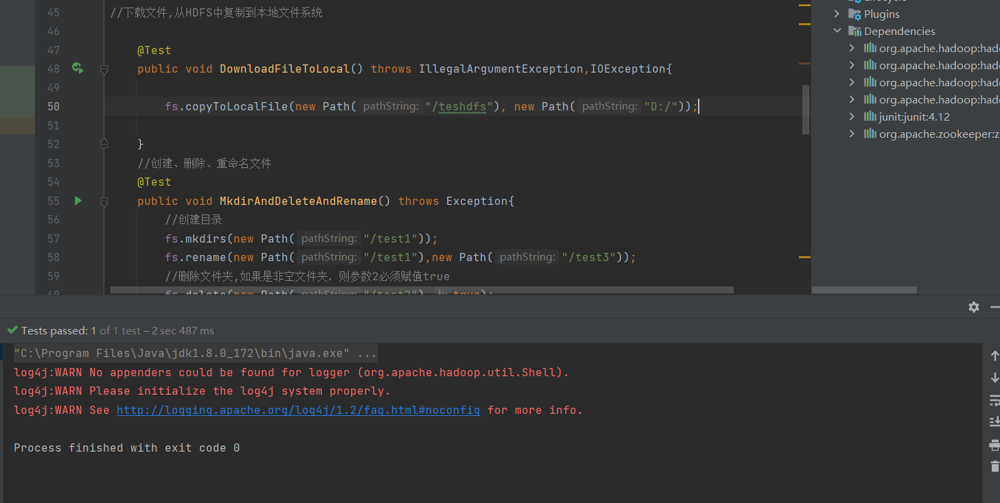 45 //下载文件,从HDFS中复制到本地文件系统
46
47 @Test
48 public void DownloadFileToLocal() throws IllegalArgumentException,IOException{
49
50 fs.copyToLocalFile(new Path( pathString: "/teshdfs"), new Path( pathString: "D:/"));
51
52 }
53 //创建、删除、重命名文件
54 @Test
55 public void MkdirAndDeleteAndRename() throws Exception{
56 //创建目录
57 fs.mkdirs(new Path( pathString: "/test1"));
58 fs.rename(new Path( pathString: "/test1"),new Path( pathString: "/test3"));
59 //删除文件夹,如果是非空文件夹，则参数2必须赋值true
60 fs.delete(new Path( pathString: "/test2"), b: true);
Plugins
Dependencies
org.apache.hadoop:had
org.apache.hadoop:had
org.apache.hadoop:had
org.apache.hadoop:had
junit:junit:4.12
org.apache.zookeeper:z
Tests passed: 1 of 1 test – 2 sec 487 ms
"C:\Program Files\Java\jdk1.8.0_172\bin\java.exe" ...
log4j:WARN No appenders could be found for logger (org.apache.hadoop.util.Shell).
log4j:WARN Please initialize the log4j system properly.
log4j:WARN See http://logging.apache.org/log4j/1.2/faq.html#noconfig for more info.
Process finished with exit code 0